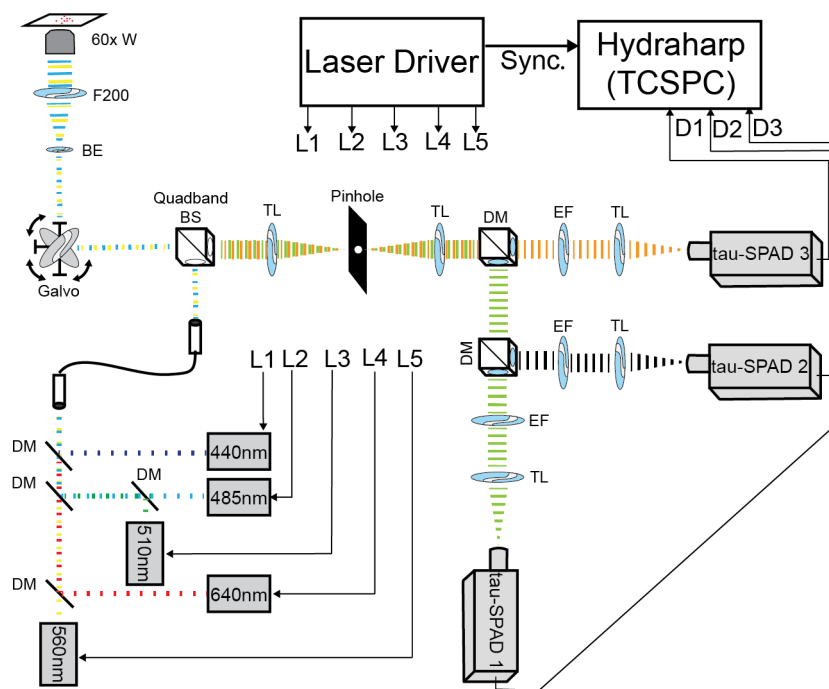 60x W
F200
BE
Galvo
Quadband
BS
TL
Pinhole
TL
DM
EF
TL
tau-SPAD 3
Laser Driver
Sync.
Hydraharp
(TCSPC)
L1
L2
L3
L4
L5
D1
D2
D3
DM
EF
TL
tau-SPAD 2
EF
TL
tau-SPAD 1
L1
L2
L3
L4
L5
DM
440nm
DM
DM
485nm
510nm
DM
640nm
560nm